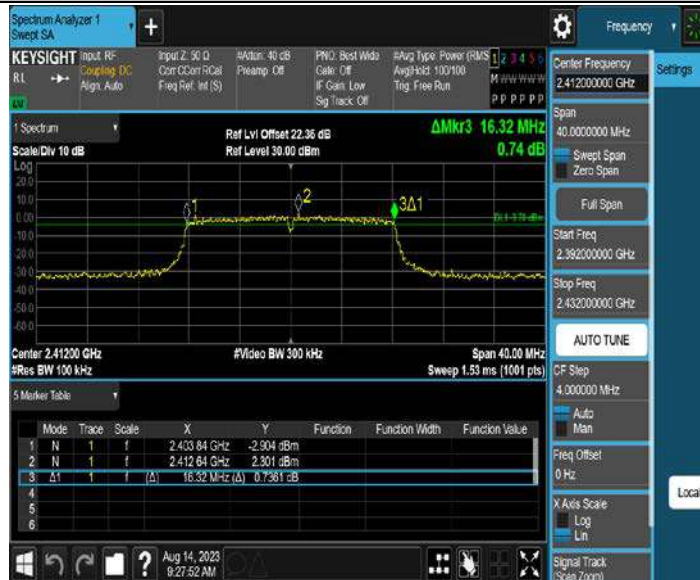 Spectrum Analyzer 1
Swept SA
+
Frequency
KEYSIGHT
RL
Input: RF
Coupling: DC
Align: Auto
Input Z: 50 Ω
Corr CCorr RCal
Freq Ref: Int (S)
#Atten: 40 dB
Preamp: Off
PNO: Best Wide
Gate: Off
IF Gain: Low
Sig Track: Off
#Avg Type: Power (RMS
Avg|Hold: 100/100
Trig: Free Run
1 2 3 4 5 6
P P P P P P
Center Frequency
2.412000000 GHz
Settings
Span
40.0000000 MHz
Swept Span
Zero Span
Full Span
Start Freq
2.392000000 GHz
Stop Freq
2.432000000 GHz
AUTO TUNE
CF Step
4.000000 MHz
Auto
Man
Freq Offset
0 Hz
X Axis Scale
Log
Lin
Signal Track
(Span Zoom)
Local
1 Spectrum
Scale/Div 10 dB
Ref Lvl Offset 22.36 dB
Ref Level 30.00 dBm
ΔMkr3 16.32 MHz
0.74 dB
Log
20.0
10.0
0.00
-10.0
-20.0
-30.0
-40.0
-50.0
-60.0
1
2
3Δ1
Center 2.41200 GHz
#Res BW 100 kHz
#Video BW 300 kHz
Span 40.00 MHz
Sweep 1.53 ms (1001 pts)
5 Marker Table
Mode Trace Scale X Y Function Function Width Function Value
1 N 1 f 2.403 84 GHz -2.904 dBm
2 N 1 f 2.412 64 GHz 2.301 dBm
3 Δ1 1 f (Δ) 16.32 MHz (Δ) 0.7361 dB
4
5
6
?
Aug 14, 2023
9:27:52 AM